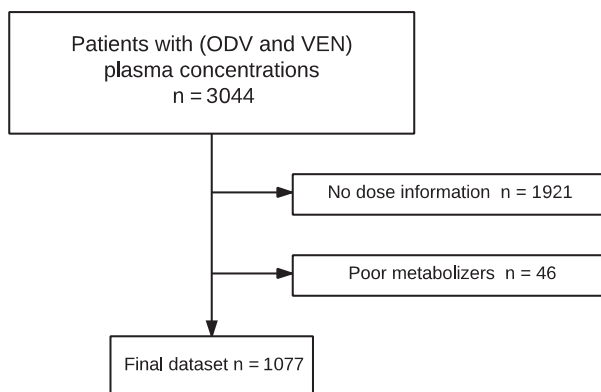 Patients with (ODV and VEN)
plasma concentrations
n = 3044
No dose information n = 1921
Poor metabolizers n = 46
Final dataset n = 1077